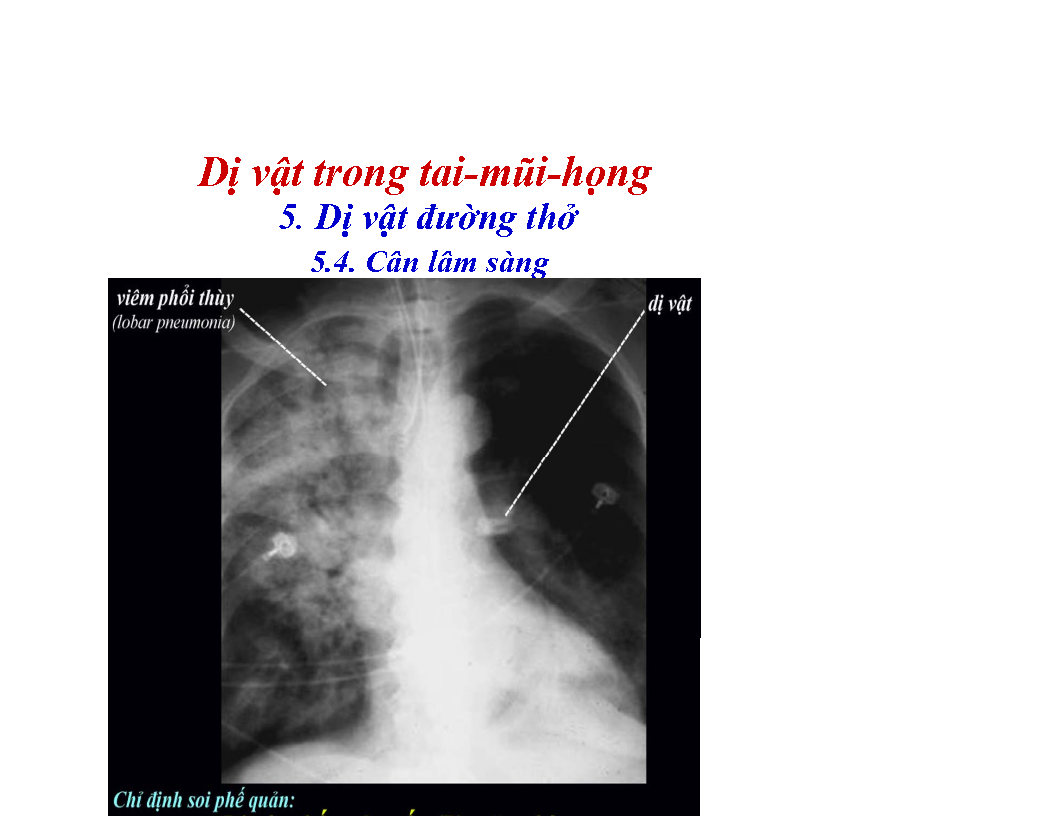 Dị vật trong tai-mũi-họng
5. Dị vật đường thở
5.4. Cân lâm sàng
viêm phổi thùy
(lobar pneumonia)
dị vật
Chỉ định soi phế quản: